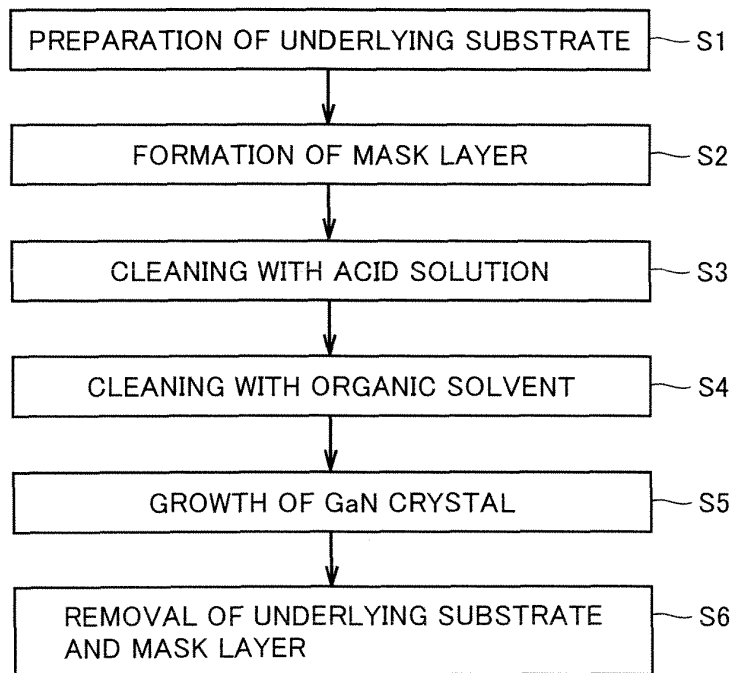 PREPARATION OF UNDERLYING SUBSTRATE S1
FORMATION OF MASK LAYER S2
CLEANING WITH ACID SOLUTION S3
CLEANING WITH ORGANIC SOLVENT S4
GROWTH OF GaN CRYSTAL S5
REMOVAL OF UNDERLYING SUBSTRATE S6
AND MASK LAYER